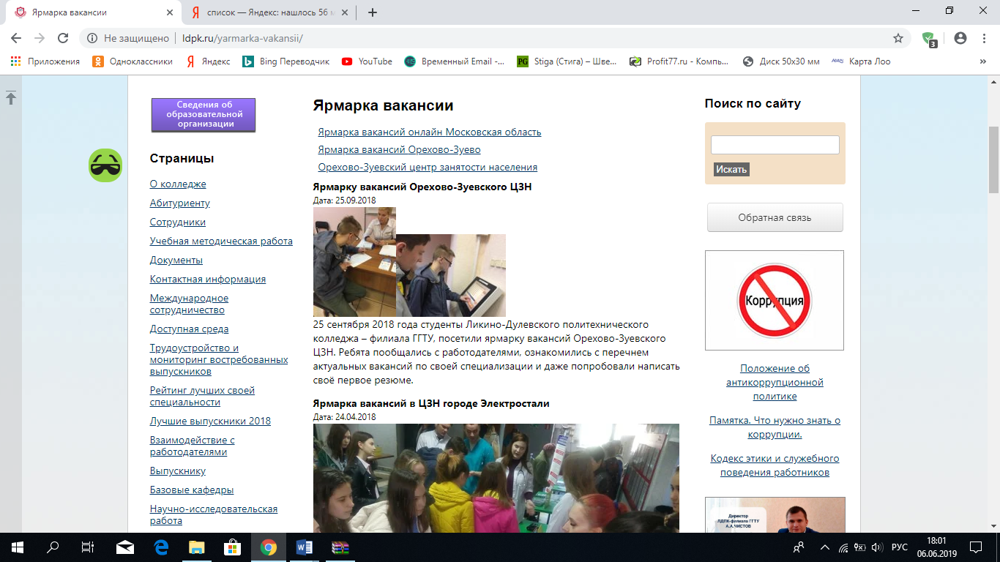 Ярмарка вакансии
список — Яндекс: нашлось 56 м
Не защищено
ldpk.ru/yarmarka-vakansii/
3
Приложения
Одноклассники
Яндекс
Bing Переводчик
YouTube
Временный Email -...
PG
Stiga (Стига) – Шве...
Profit77.ru - Компь...
Диск 50x30 мм
Карта Лоо
»
Сведения об
образовательной
организации
Страницы
О колледже
Абитуриенту
Сотрудники
Учебная методическая работа
Документы
Контактная информация
Международное
сотрудничество
Доступная среда
Трудоустройство и
мониторинг востребованных
выпускников
Рейтинг лучших своей
специальности
Лучшие выпускники 2018
Взаимодействие с
работодателями
Выпускнику
Базовые кафедры
Научно-исследовательская
работа
Ярмарка вакансии
Ярмарка вакансий онлайн Московская область
Ярмарка вакансий Орехово-Зуево
Орехово-Зуевский центр занятости населения
Ярмарку вакансий Орехово-Зуевского ЦЗН
Дата: 25.09.2018
25 сентября 2018 года студенты Ликино-Дулевского политехнического
колледжа – филиала ГГТУ, посетили ярмарку вакансий Орехово-Зуевского
ЦЗН. Ребята пообщались с работодателями, ознакомились с перечнем
актуальных вакансий по своей специализации и даже попробовали написать
своё первое резюме.
Ярмарка вакансий в ЦЗН городе Электростали
Дата: 24.04.2018
Поиск по сайту
Искать
Обратная связь
Коррупция
Положение об
антикоррупционной
политике
Памятка. Что нужно знать о
коррупции.
Кодекс этики и служебного
поведения работников
Директор
ЛДПК-филиала ГГТУ
А.А.ЧИСТОВ
РУС
18:01
06.06.2019